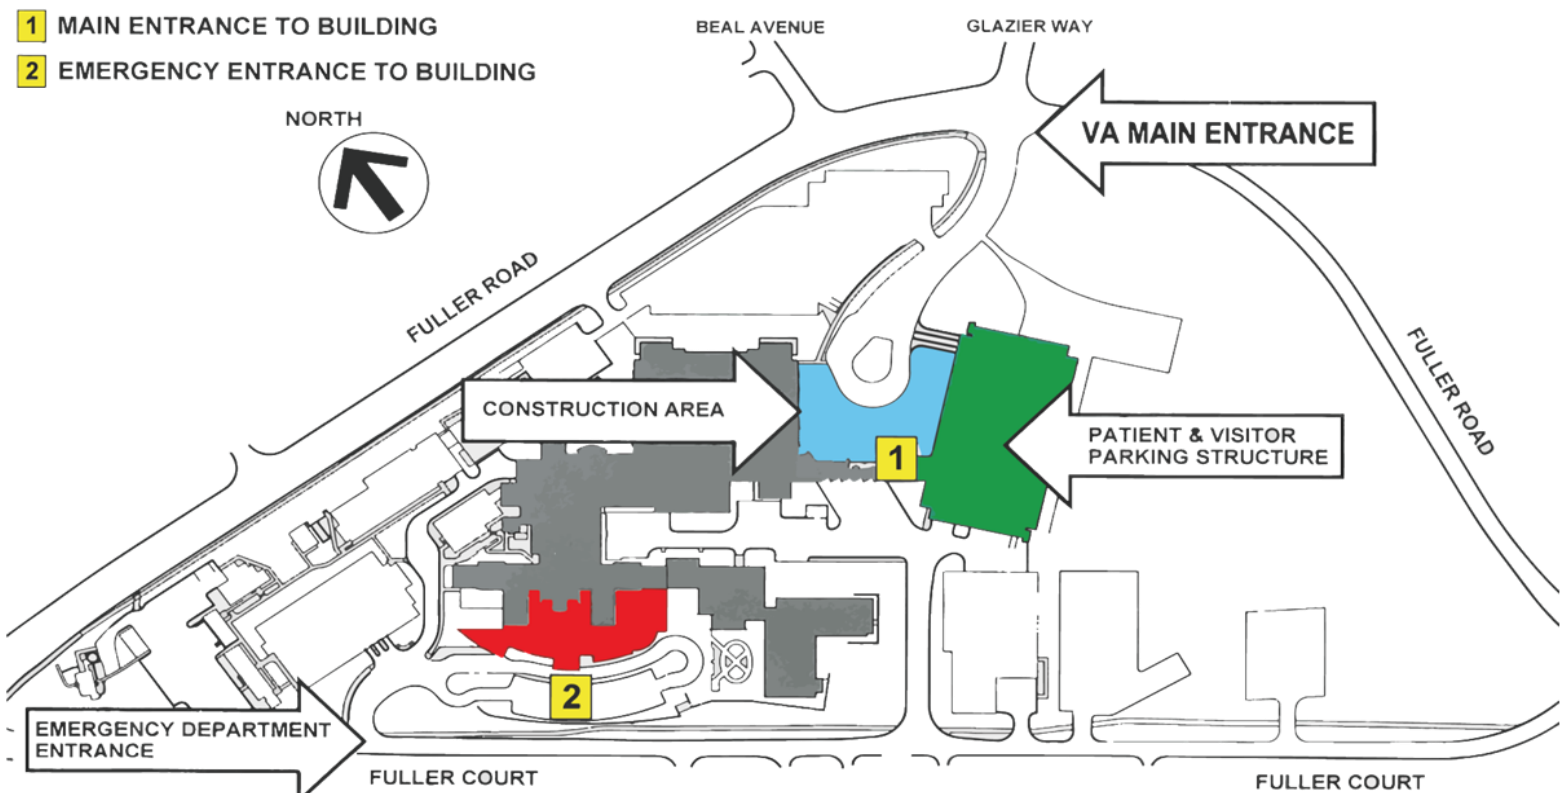 1 MAIN ENTRANCE TO BUILDING
2 EMERGENCY ENTRANCE TO BUILDING
BEAL AVENUE
GLAZIER WAY
NORTH
VA MAIN ENTRANCE
FULLER ROAD
FULLER ROAD
CONSTRUCTION AREA
PATIENT & VISITOR
PARKING STRUCTURE
1
2
EMERGENCY DEPARTMENT
ENTRANCE
FULLER COURT
FULLER COURT